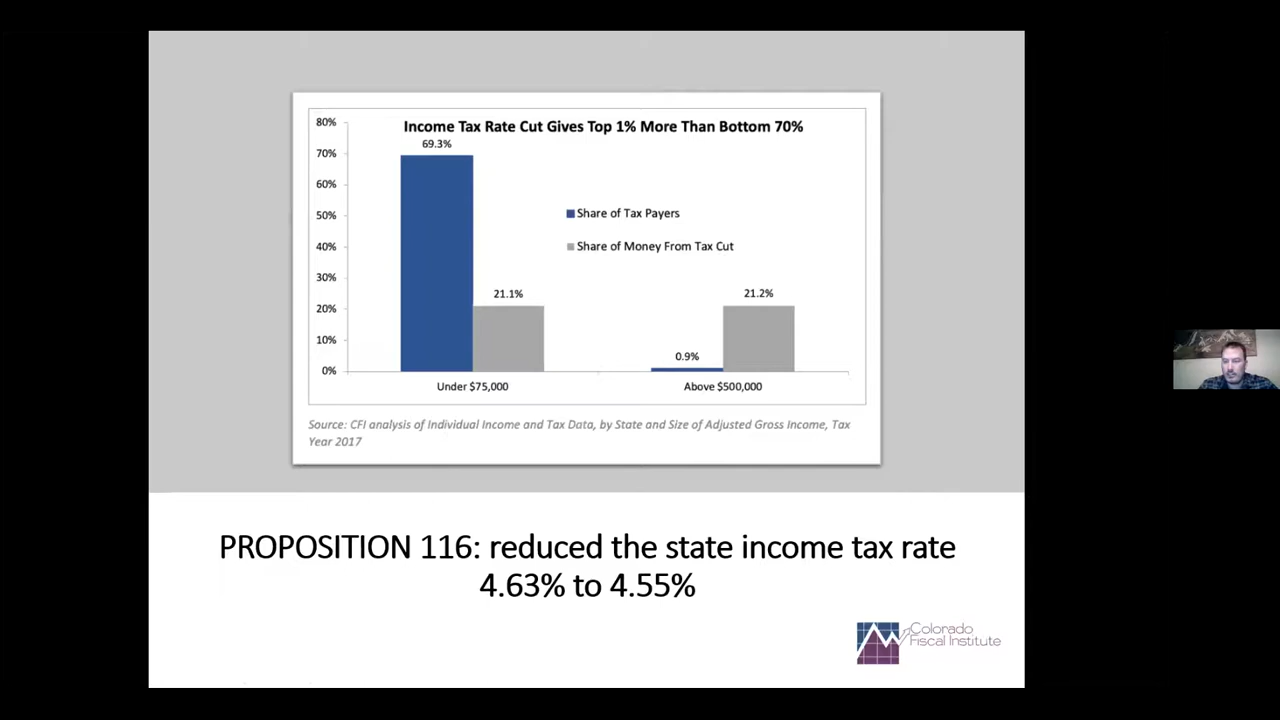 Income Tax Rate Cut Gives Top 1% More Than Bottom 70%
80%
70%
60%
50%
40%
30%
20%
10%
0%
69.3%
21.1%
0.9%
21.2%
Share of Tax Payers
Share of Money From Tax Cut
Under $75,000
Above $500,000
Source: CFI analysis of Individual Income and Tax Data, by State and Size of Adjusted Gross Income, Tax
Year 2017
PROPOSITION 116: reduced the state income tax rate
4.63% to 4.55%
Colorado
Fiscal Institute